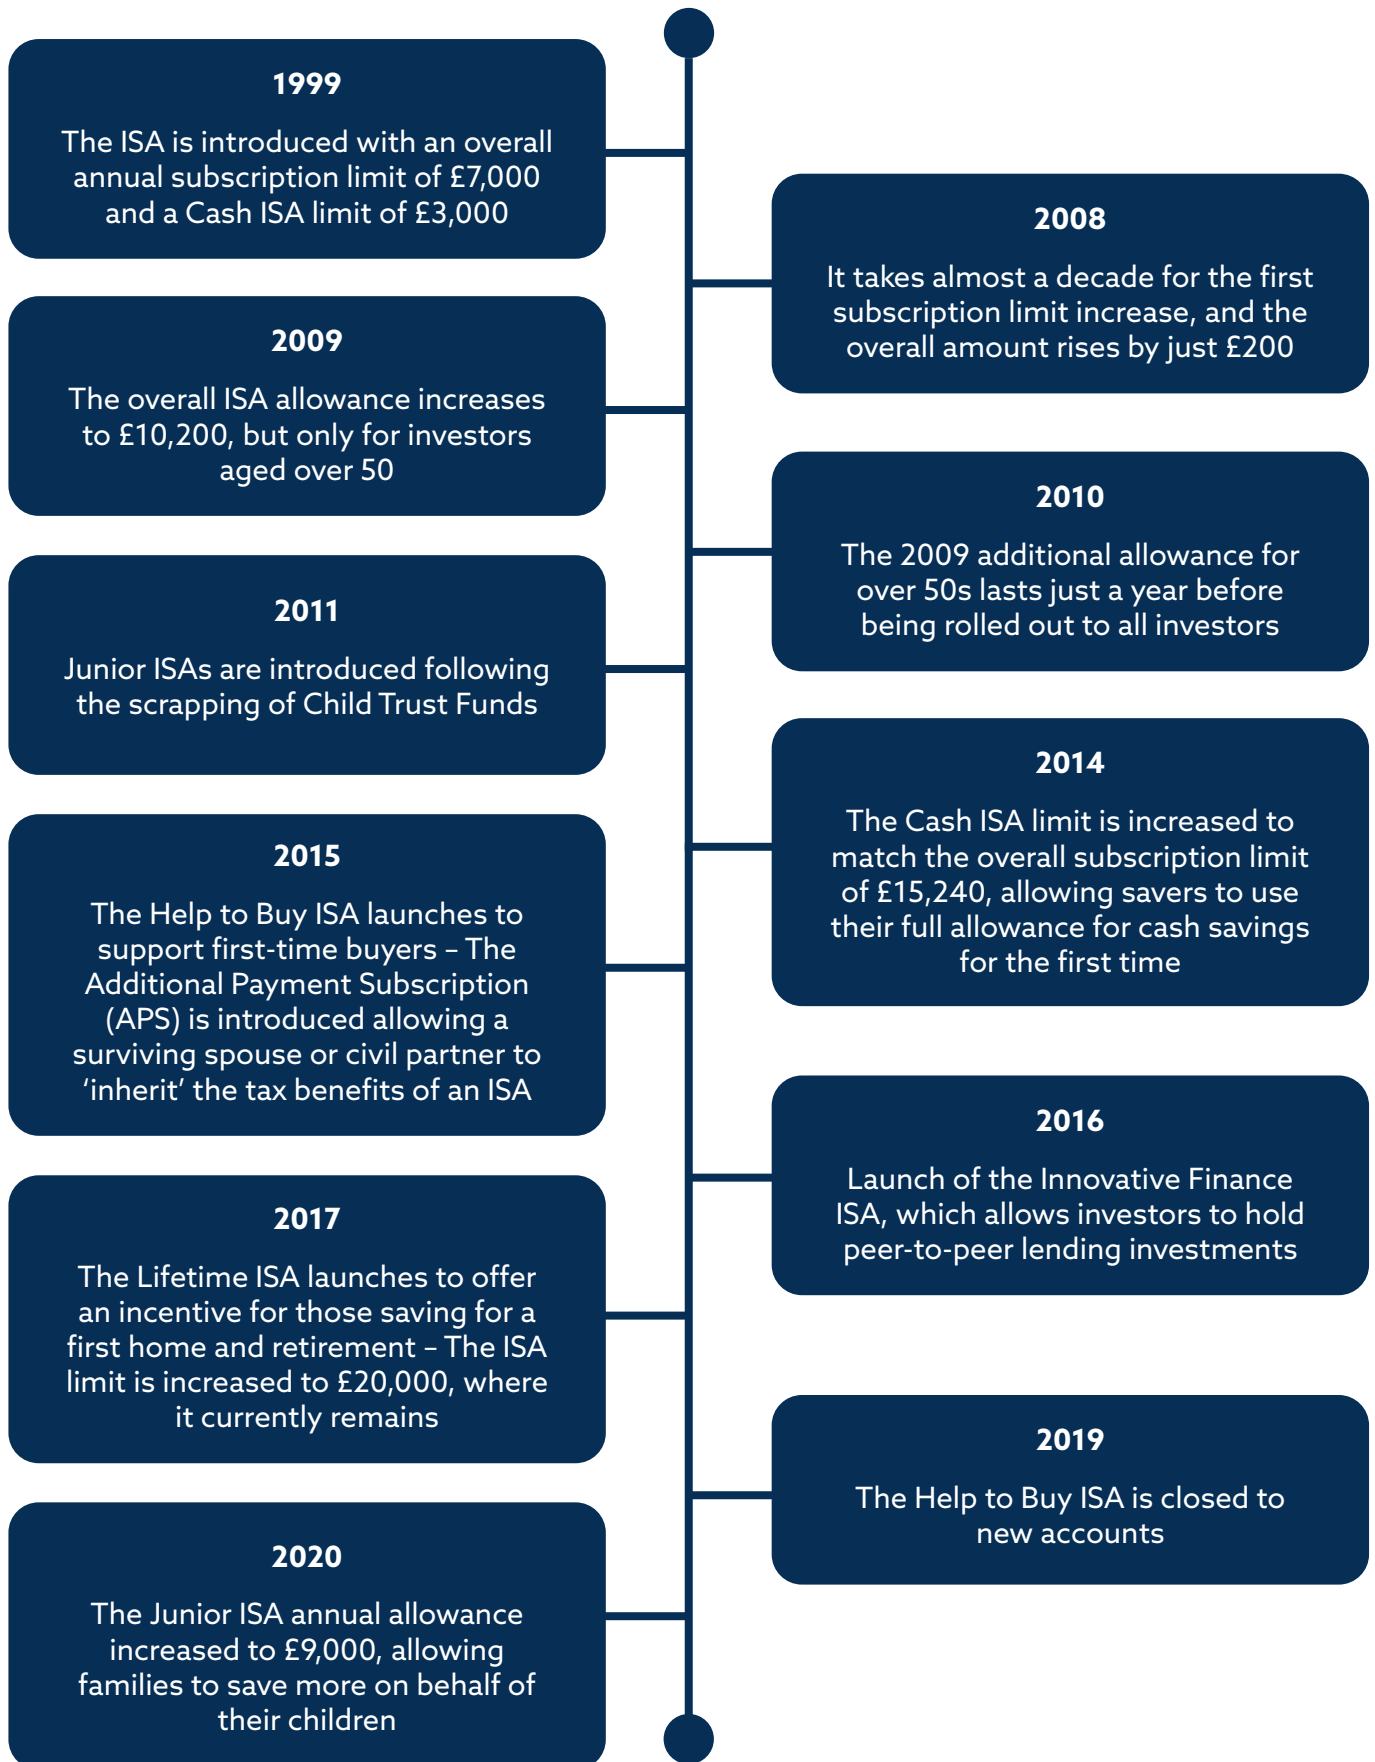 1999
The ISA is introduced with an overall
annual subscription limit of £7,000
and a Cash ISA limit of £3,000
2008
It takes almost a decade for the first
subscription limit increase, and the
overall amount rises by just £200
2009
The overall ISA allowance increases
to £10,200, but only for investors
aged over 50
2010
The 2009 additional allowance for
over 50s lasts just a year before
being rolled out to all investors
2011
Junior ISAs are introduced following
the scrapping of Child Trust Funds
2014
The Cash ISA limit is increased to
match the overall subscription limit
of £15,240, allowing savers to use
their full allowance for cash savings
for the first time
2015
The Help to Buy ISA launches to
support first-time buyers – The
Additional Payment Subscription
(APS) is introduced allowing a
surviving spouse or civil partner to
‘inherit’ the tax benefits of an ISA
2016
Launch of the Innovative Finance
ISA, which allows investors to hold
peer-to-peer lending investments
2017
The Lifetime ISA launches to offer
an incentive for those saving for a
first home and retirement – The ISA
limit is increased to £20,000, where
it currently remains
2019
The Help to Buy ISA is closed to
new accounts
2020
The Junior ISA annual allowance
increased to £9,000, allowing
families to save more on behalf of
their children